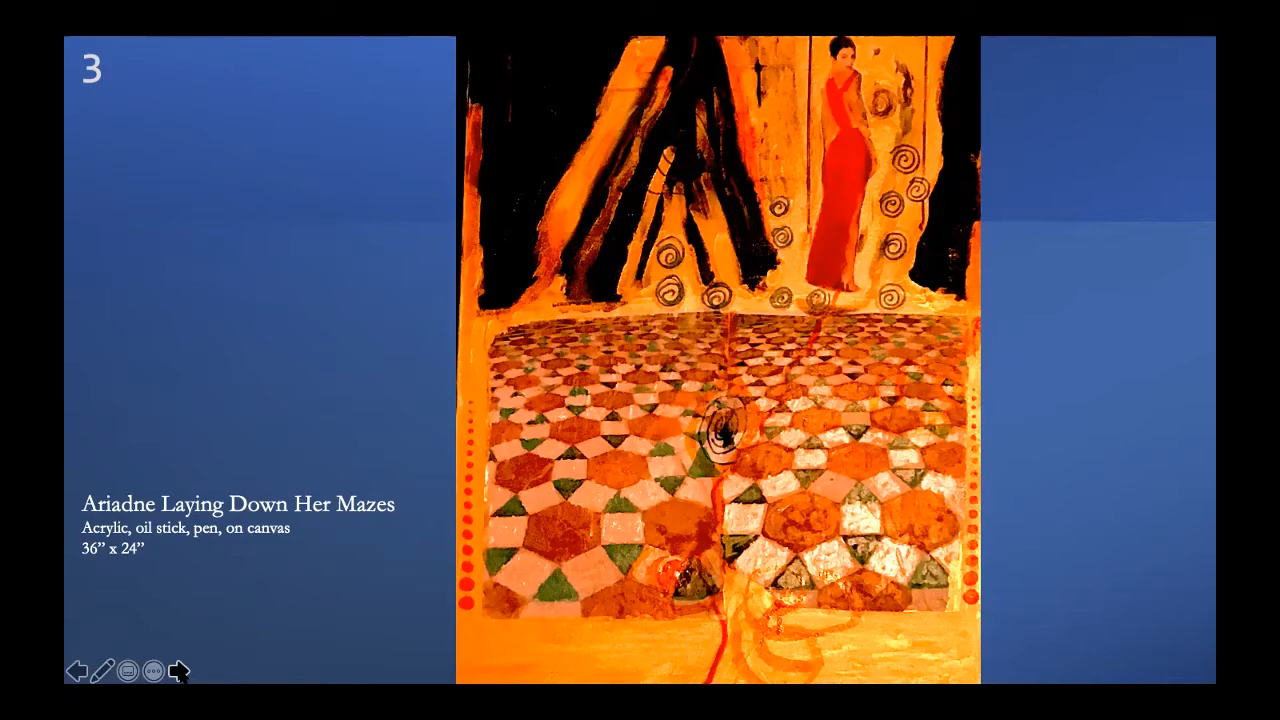 3
Ariadne Laying Down Her Mazes
Acrylic, oil stick, pen, on canvas
36” x 24”